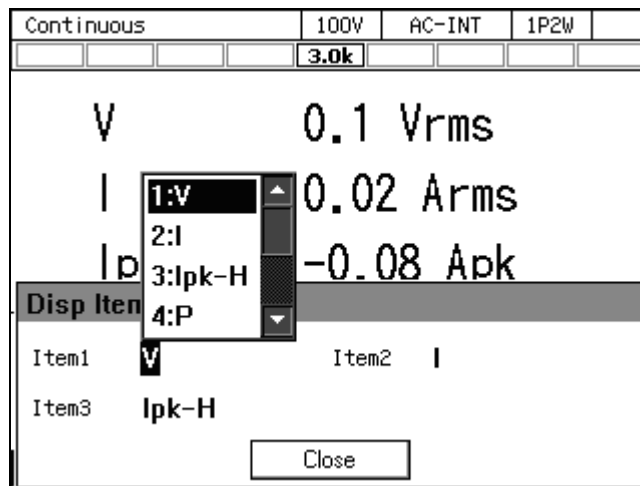 Continuous 100V AC-INT 1P2W
3.0k
V 0.1 Vrms
I 0.02 Arms
Ip -0.08 Apk
1:V
2:I
3:Ipk-H
4:P
Disp Item
Item1 V Item2 I
Item3 Ipk-H
Close